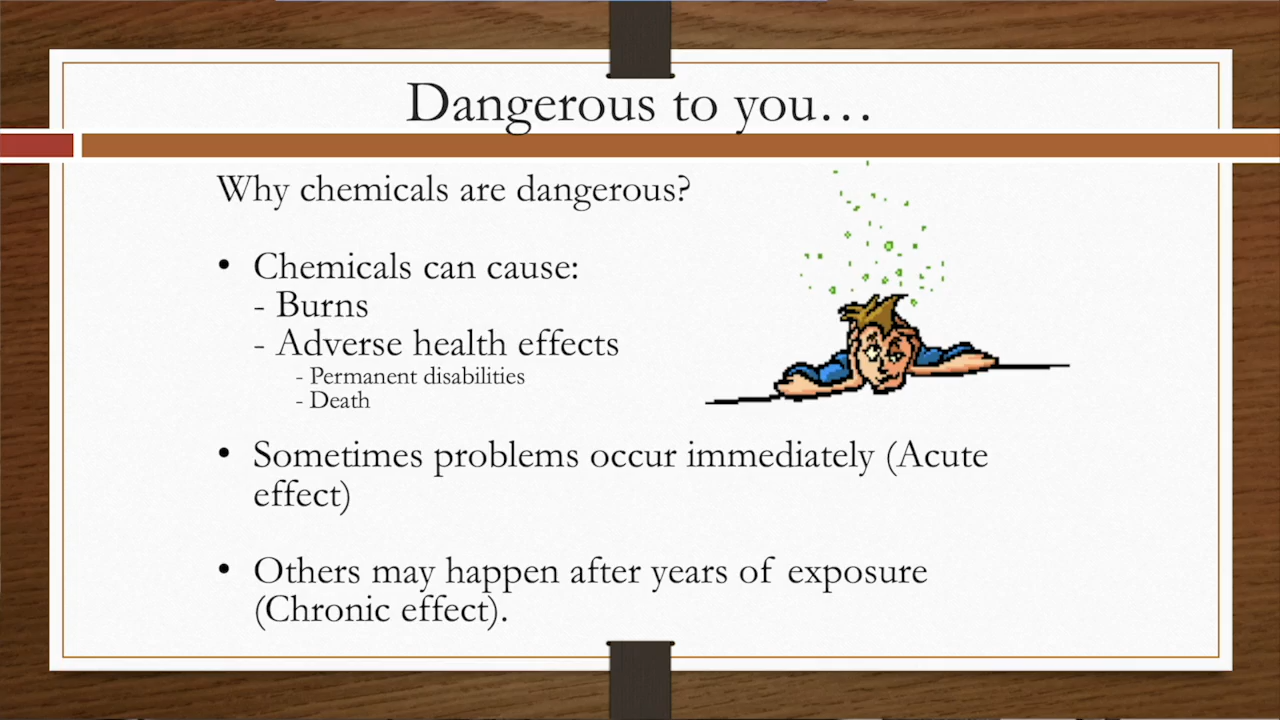 Dangerous to you…
Why chemicals are dangerous?
• Chemicals can cause:
- Burns
- Adverse health effects
- Permanent disabilities
- Death
• Sometimes problems occur immediately (Acute
effect)
• Others may happen after years of exposure
(Chronic effect).